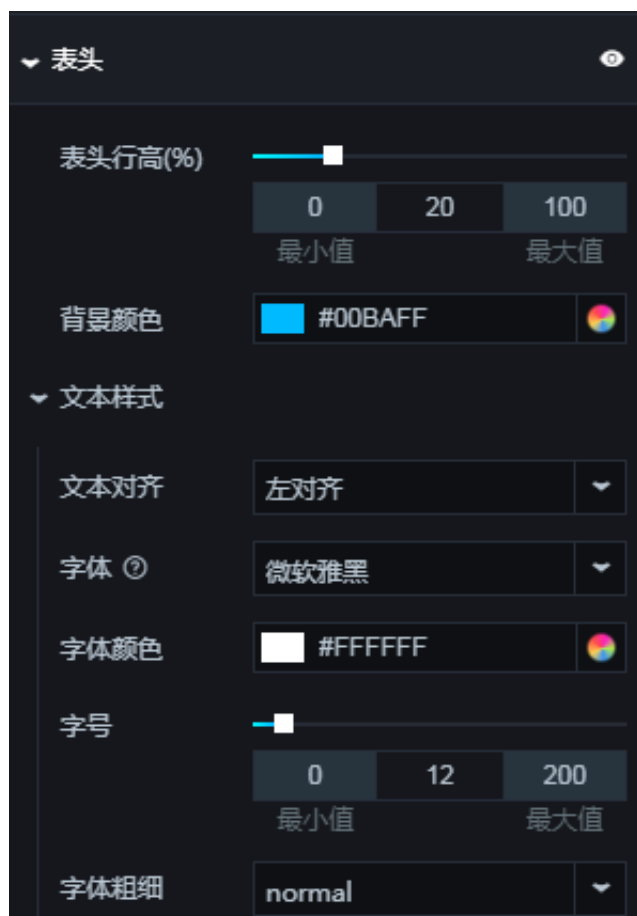 表头
表头行高(%)
0 20 100
最小值 最大值
背景颜色 #00BAFF
文本样式
文本对齐 左对齐
字体 ? 微软雅黑
字体颜色 #FFFFFF
字号
0 12 200
最小值 最大值
字体粗细 normal